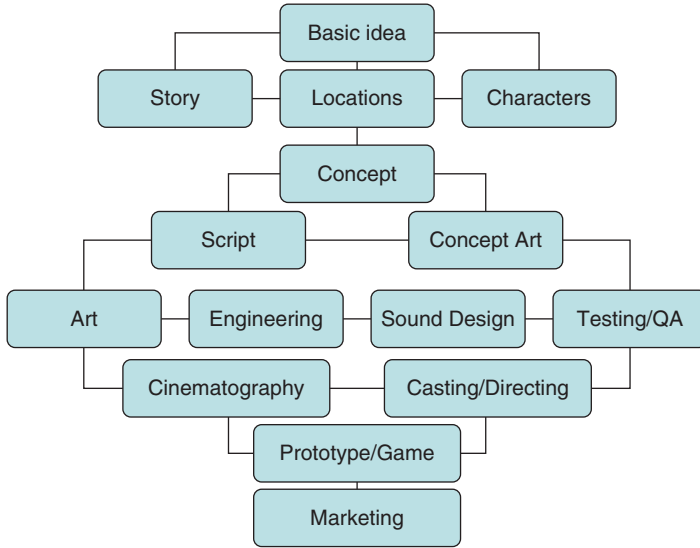 Basic idea
Story
Locations
Characters
Concept
Script
Concept Art
Art
Engineering
Sound Design
Testing/QA
Cinematography
Casting/Directing
Prototype/Game
Marketing